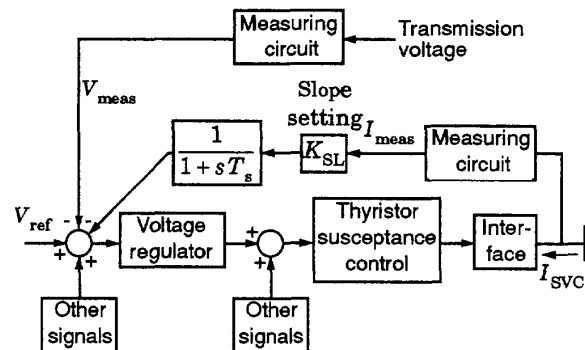 Measuring
circuit
Transmission
voltage
V_meas
Slope
setting
I_meas
1
1 + sT_s
K_SL
Measuring
circuit
V_ref
- -
+ +
Voltage
regulator
+
+
Thyristor
susceptance
control
Inter-
face
I_SVC
Other
signals
Other
signals